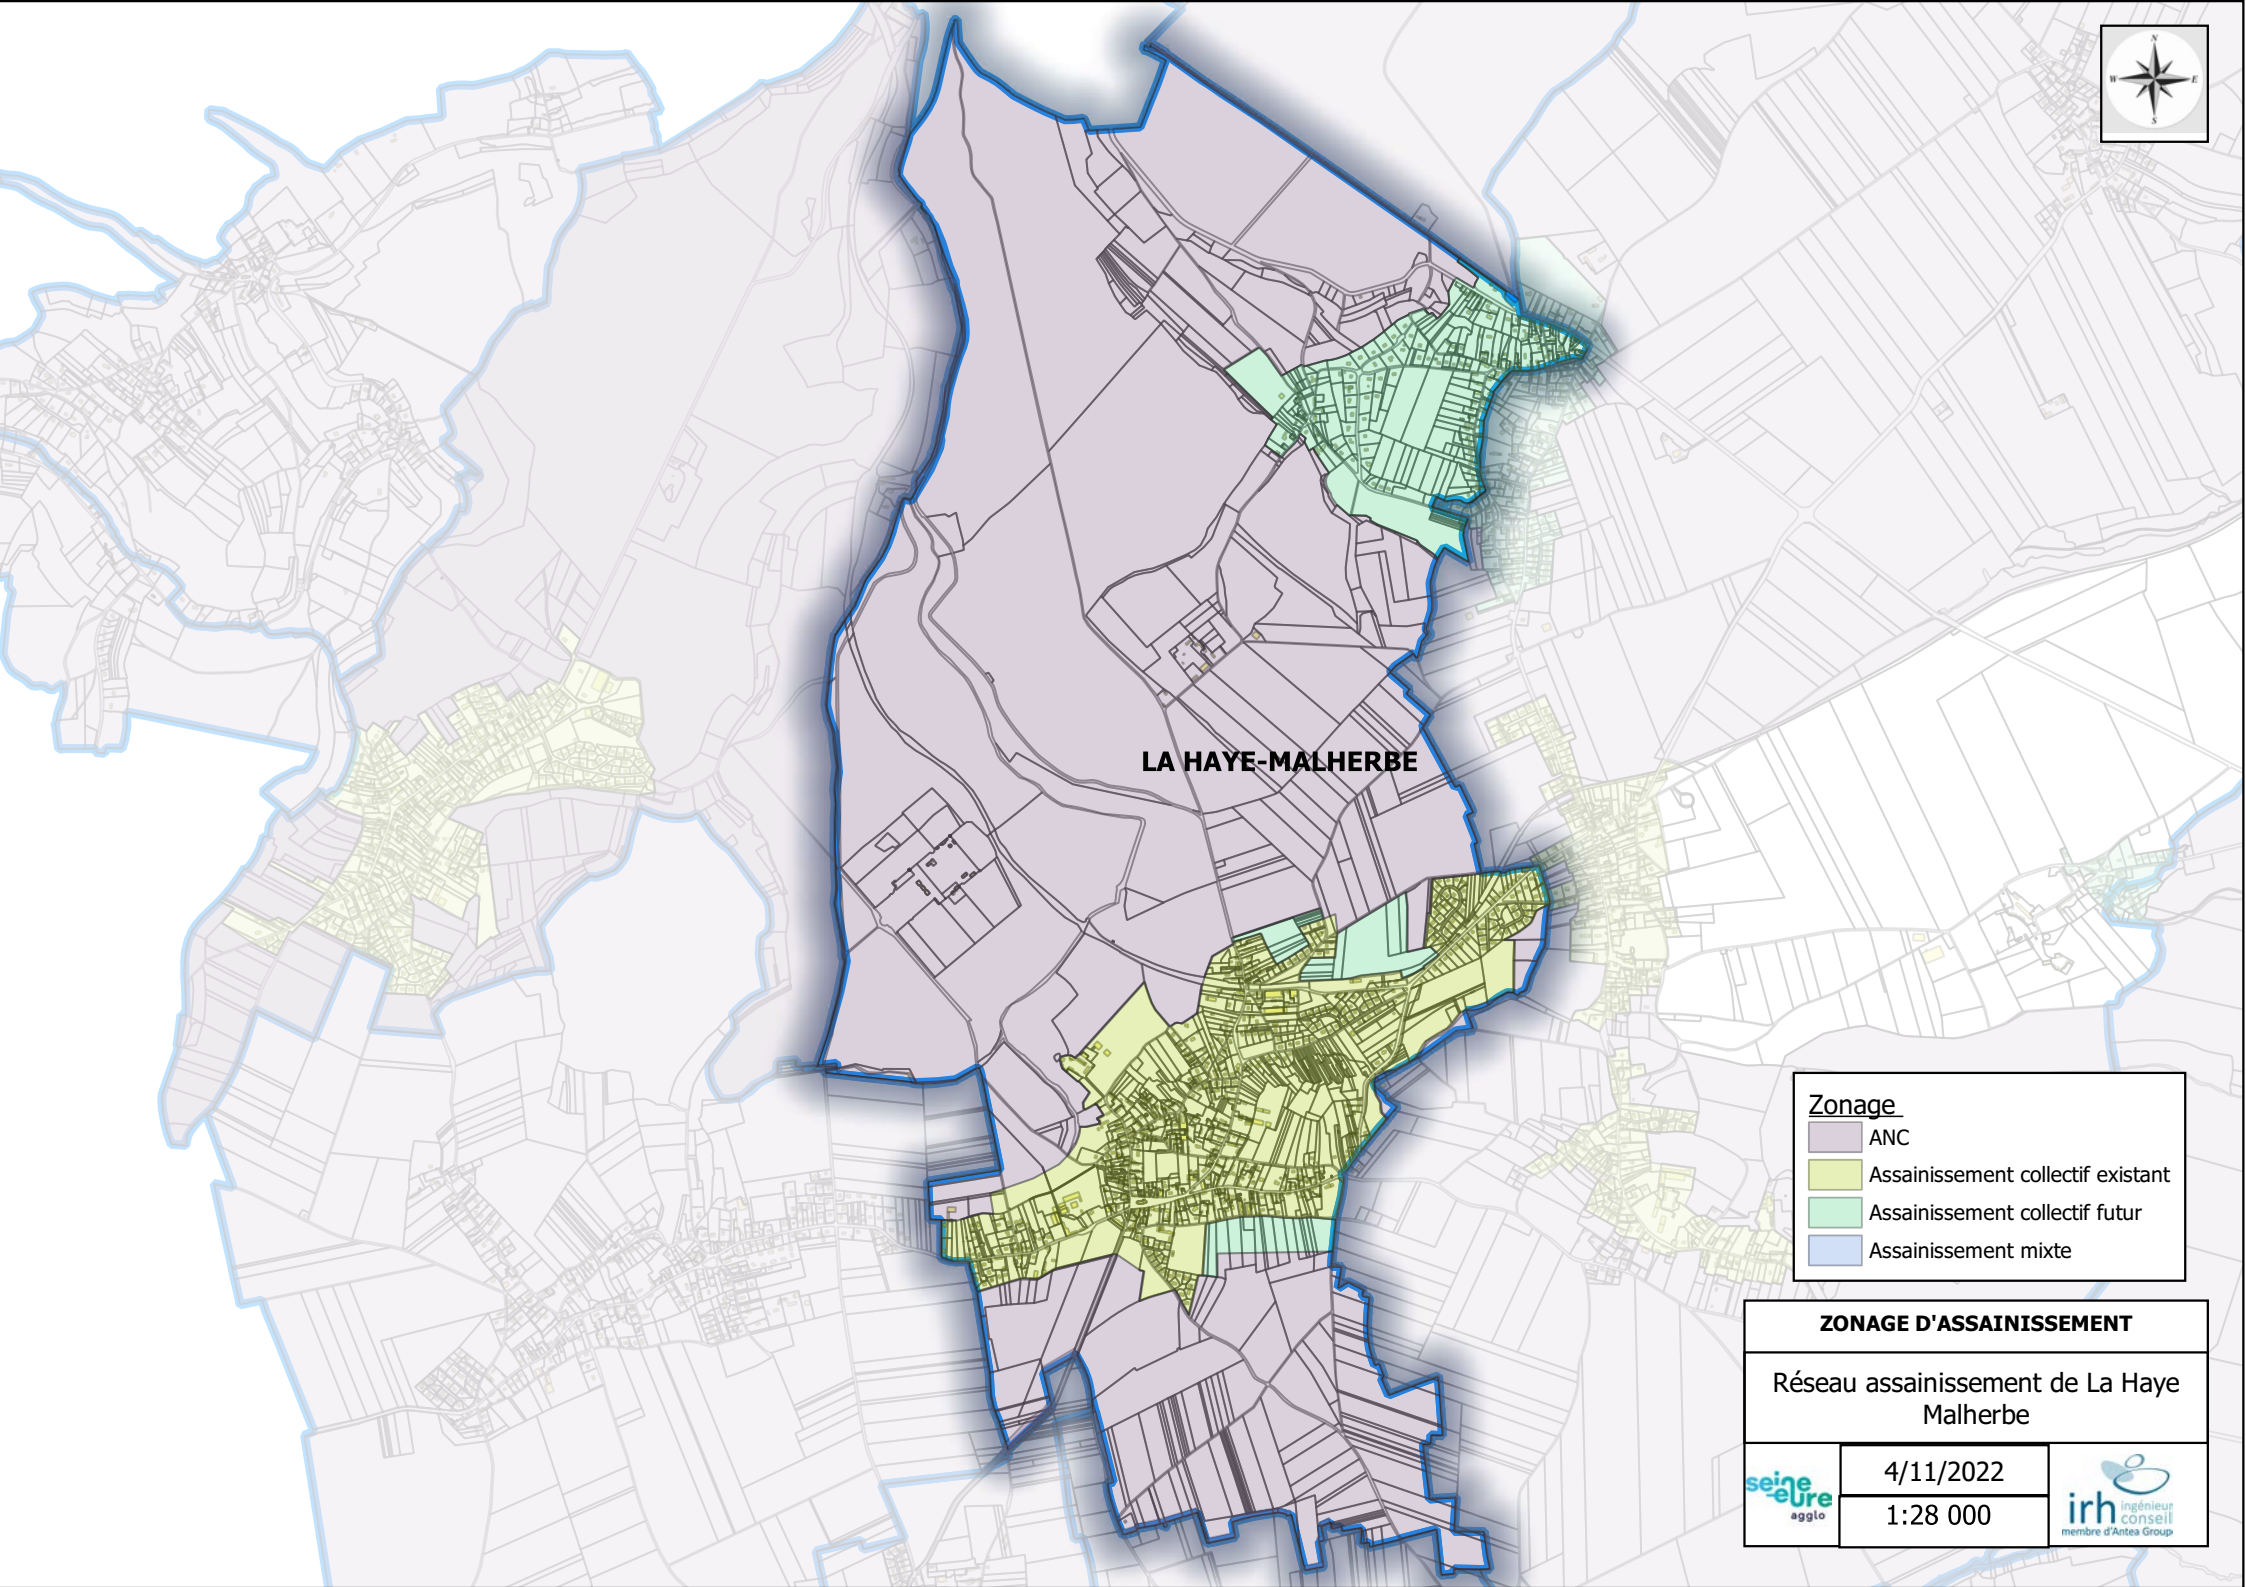 N
W E
S
LA HAYE-MALHERBE
Zonage
ANC
Assainissement collectif existant
Assainissement collectif futur
Assainissement mixte
ZONAGE D'ASSAINISSEMENT
Réseau assainissement de La Haye
Malherbe
seine
eure
agglo
4/11/2022
1:28 000
irh ingénieur
conseil
membre d'Antea Group